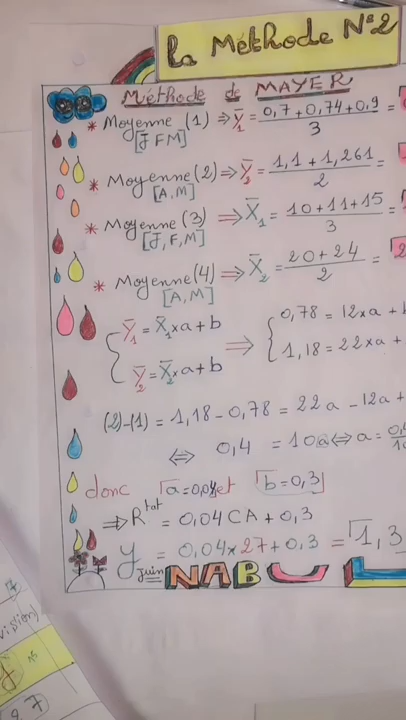 La Méthode N°2
Méthode de MAYER
* Moyenne (1) ⇒ Ȳ₁ = 0,7+0,74+0,9 / 3 =
[J F M]
* Moyenne (2) ⇒ Ȳ₁ = 1,1 + 1,261 / 2 =
[A, M]
* Moyenne (3) ⇒ X̄₁ = 10+11+15 / 3 =
[J, F, M]
* Moyenne (4) ⇒ X̄₂ = 20+24 / 2 = 2
[A, M]
Ȳ₁ = X̄₁ x a + b ⇒ 0,78 = 12 x a +
Ȳ₂ = X̄₂ x a + b 1,18 = 22 x a +
(2)-(1) = 1,18 - 0,78 = 22a - 12a +
⇔ 0,4 = 10a ⇔ a =
donc a = 0,04 et b = 0,3
⇒ Rtat = 0,04 CA + 0,3
y juin = 0,04 x 27 + 0,3 = 1,3
NAB